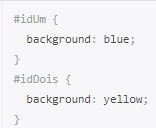 #idUm {
  background: blue;
}
#idDois {
  background: yellow;
}